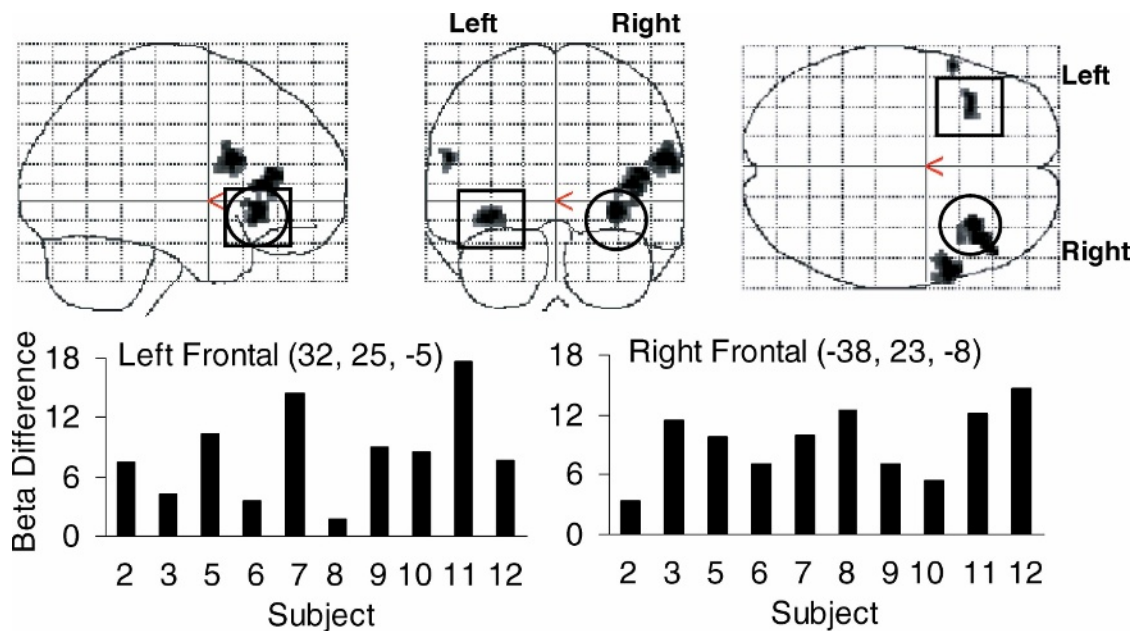 Left Right
Left
Right
Left Frontal (32, 25, -5)
Beta Difference
18
12
6
0
2 3 5 6 7 8 9 10 11 12
Subject
Right Frontal (-38, 23, -8)
18
12
6
0
2 3 5 6 7 8 9 10 11 12
Subject